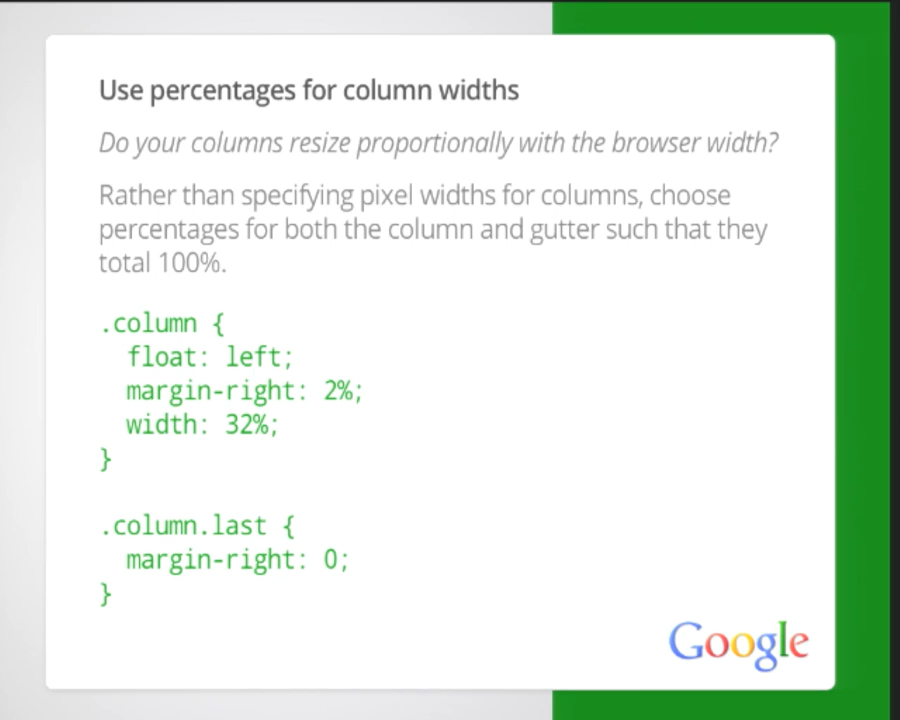 Use percentages for column widths
Do your columns resize proportionally with the browser width?
Rather than specifying pixel widths for columns, choose
percentages for both the column and gutter such that they
total 100%.
.column {
  float: left;
  margin-right: 2%;
  width: 32%;
}
.column.last {
  margin-right: 0;
}
Google